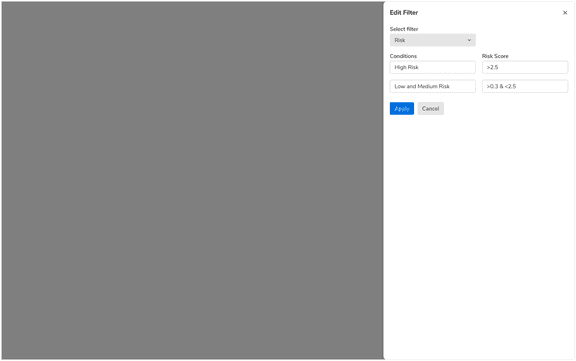 Edit Filter ×
Select filter
Risk
Conditions Risk Score
High Risk >2.5
Low and Medium Risk >0.3 & <2.5
Apply Cancel